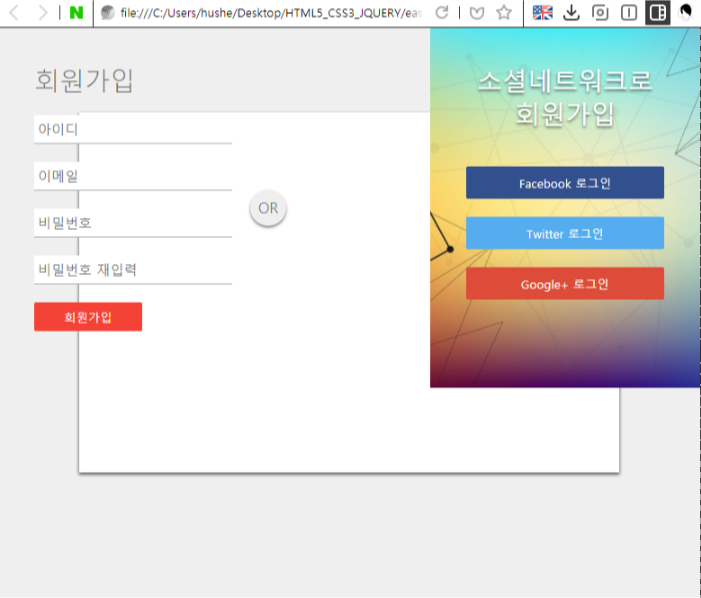 N
file:///C:/Users/hushe/Desktop/HTML5_CSS3_JQUERY/eas
회원가입
아이디
이메일
비밀번호
비밀번호 재입력
회원가입
OR
소셜네트워크로
회원가입
Facebook 로그인
Twitter 로그인
Google+ 로그인